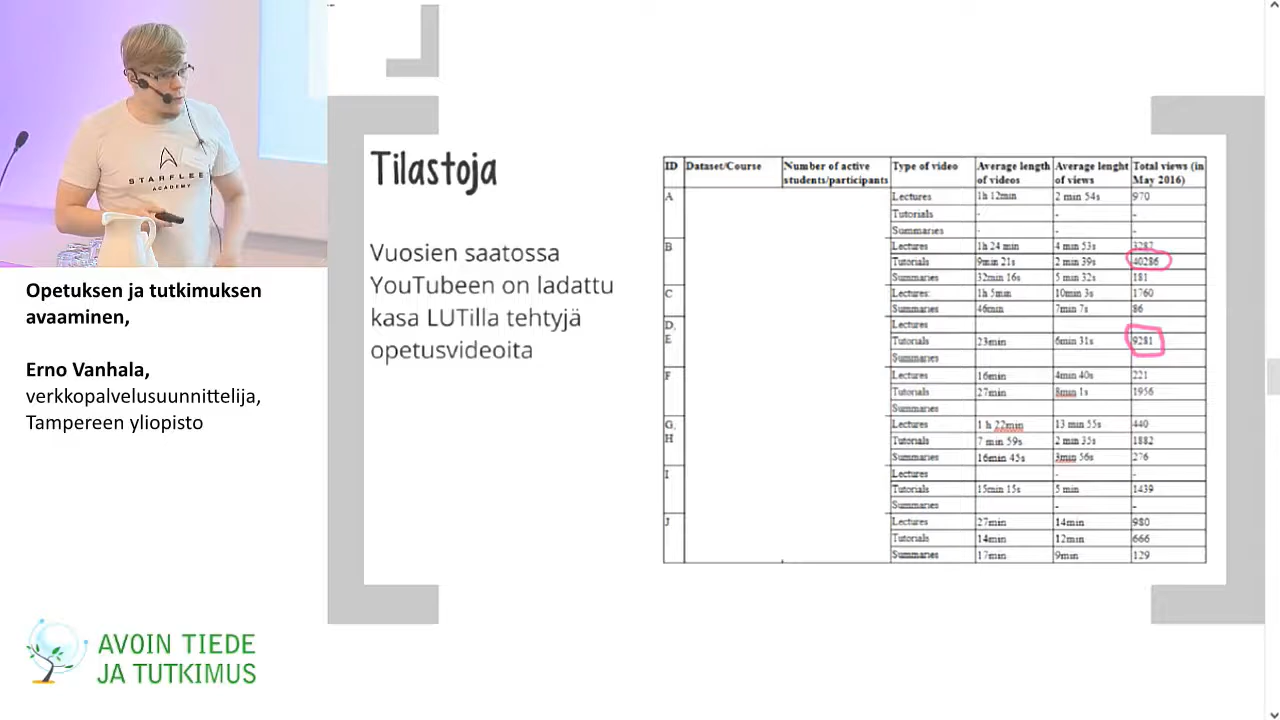 STARFLEE
ACADEMY
Opetuksen ja tutkimuksen
avaaminen,
Erno Vanhala,
verkkopalvelusuunnittelija,
Tampereen yliopisto
AVOIN TIEDE
JA TUTKIMUS
Tilastoja
Vuosien saatossa
YouTubeen on ladattu
kasa LUTilla tehtyjä
opetusvideoita
ID Dataset/Course Number of active students/participants Type of video Average length of videos Average lenght of views Total views (in May 2016)
A Lectures 1h 12min 2 min 54s 970
Tutorials - - -
Summaries - - -
B Lectures 1h 24 min 4 min 53s 3287
Tutorials 9min 21s 2 min 39s 40286
Summaries 32min 16s 5 min 32s 181
C Lectures: 1h 5min 10min 3s 1760
Summaries 46min 7min 7s 86
D, E Lectures
Tutorials 23min 6min 31s 9281
Summaries
F Lectures 16min 4min 40s 221
Tutorials 27min 8min 1s 1956
Summaries
G, H Lectures 1 h 22min 13 min 55s 440
Tutorials 7 min 59s 2 min 35s 1882
Summaries 16min 45s 3min 56s 276
I Lectures - -
Tutorials 15min 15s 5 min 1439
Summaries - -
J Lectures 27min 14min 980
Tutorials 14min 12min 666
Summaries 17min 9min 129